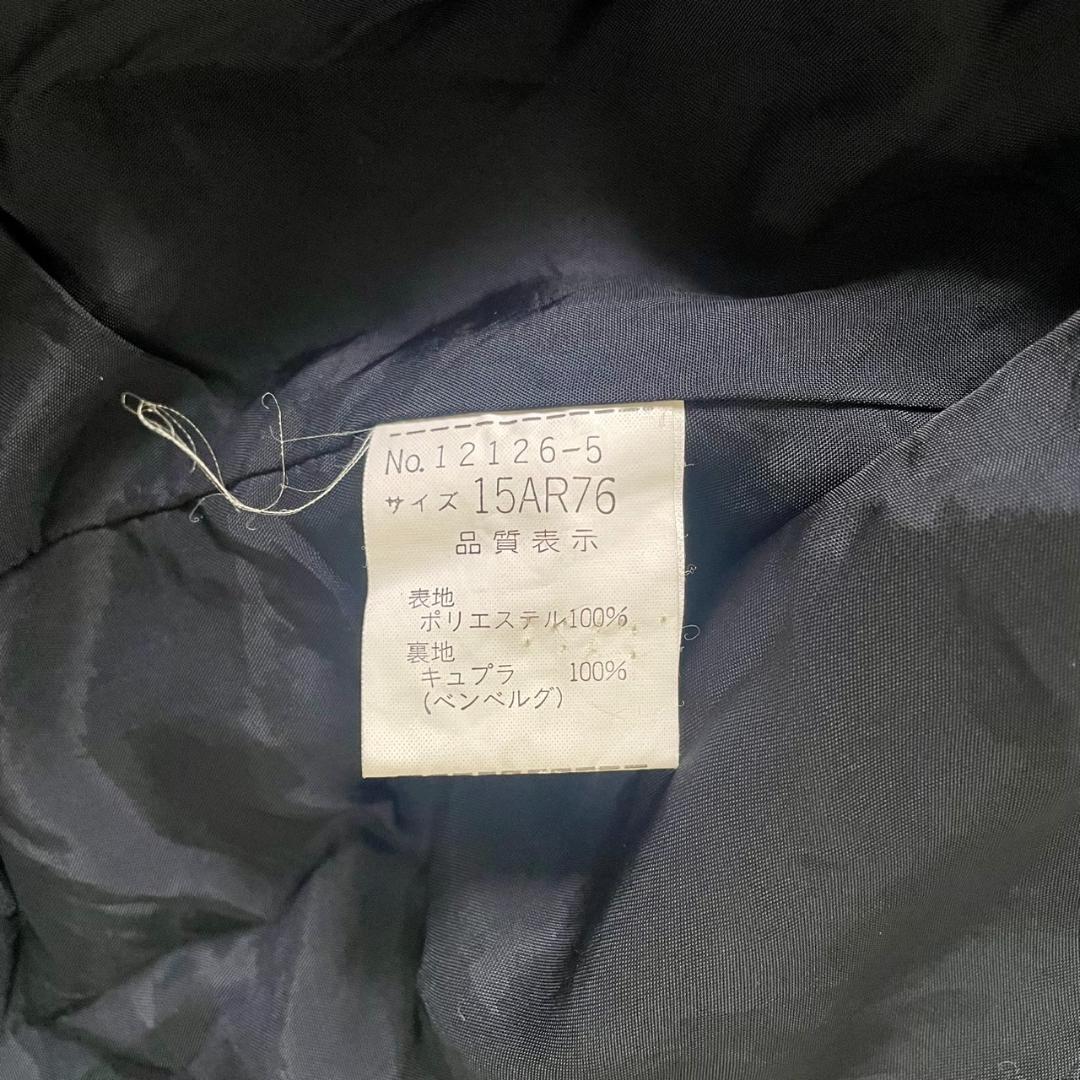 No.12126-5
サイズ 15AR76
品質表示
表地
ポリエステル100%
裏地
キュプラ 100%
(ベンベルグ)